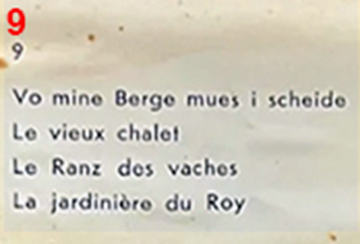 9
9
Vo mine Berge mues i scheide
Le vieux chalet
Le Ranz des vaches
La jardinière du Roy